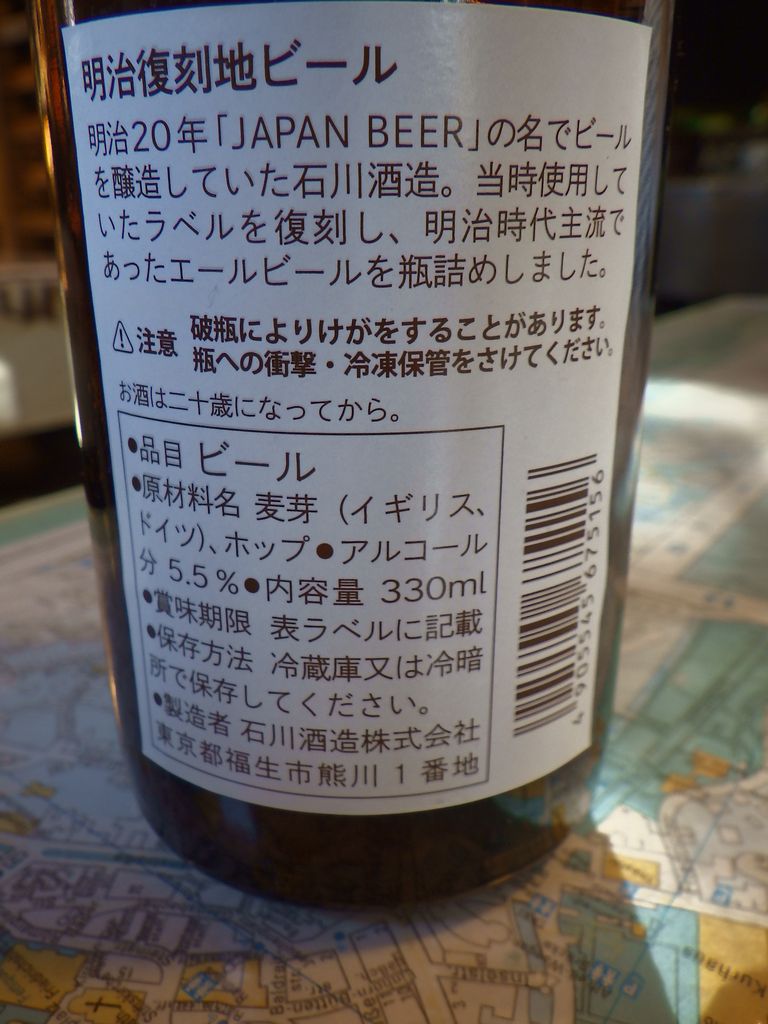 明治復刻地ビール
明治20年「JAPAN BEER」の名でビール
を醸造していた石川酒造。当時使用して
いたラベルを復刻し、明治時代主流で
あったエールビールを瓶詰めしました。
⚠注意 破瓶によりけがをすることがあります。
瓶への衝撃・冷凍保管をさけてください。
お酒は二十歳になってから。
●品目 ビール
●原材料名 麦芽（イギリス、
ドイツ）、ホップ●アルコール
分 5.5%●内容量 330ml
●賞味期限 表ラベルに記載
●保存方法 冷蔵庫又は冷暗
所で保存してください。
●製造者 石川酒造株式会社
東京都福生市熊川1番地
4 905545 675156
Kurhaus